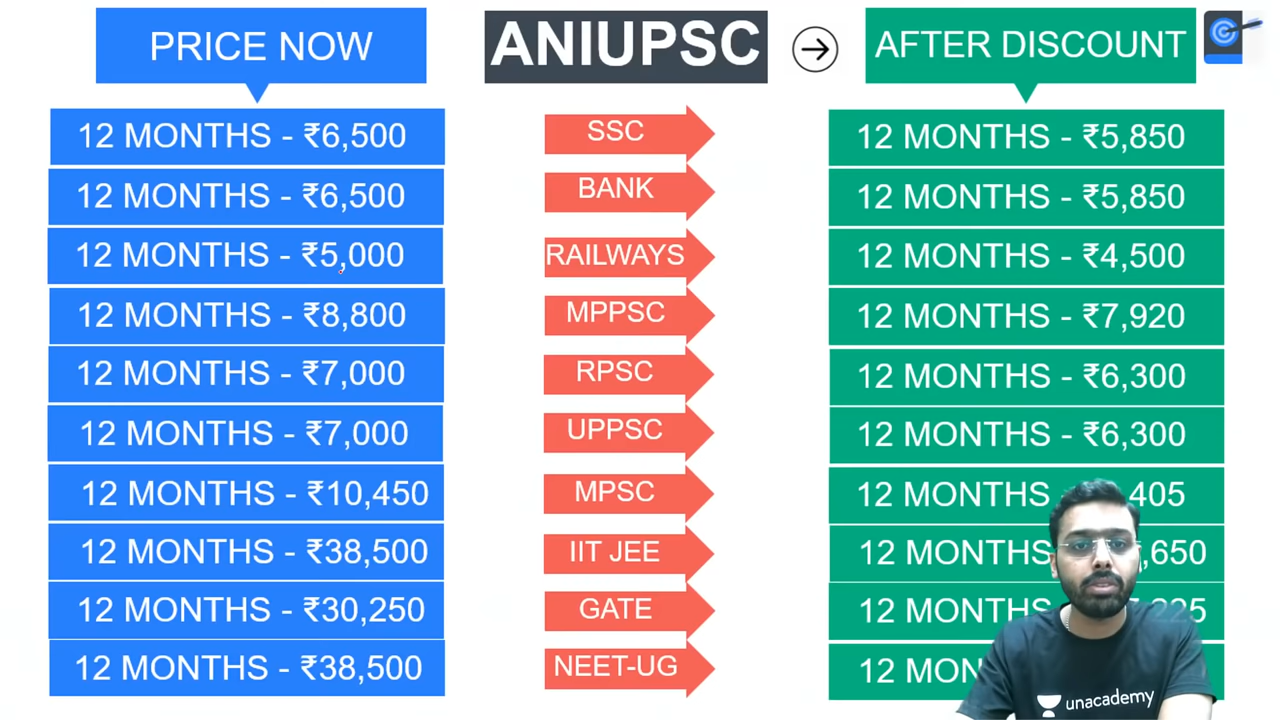 PRICE NOW
ANIUPSC
AFTER DISCOUNT
12 MONTHS - ₹6,500
SSC
12 MONTHS - ₹5,850
12 MONTHS - ₹6,500
BANK
12 MONTHS - ₹5,850
12 MONTHS - ₹5,000
RAILWAYS
12 MONTHS - ₹4,500
12 MONTHS - ₹8,800
MPPSC
12 MONTHS - ₹7,920
12 MONTHS - ₹7,000
RPSC
12 MONTHS - ₹6,300
12 MONTHS - ₹7,000
UPPSC
12 MONTHS - ₹6,300
12 MONTHS - ₹10,450
MPSC
12 MONTHS 405
12 MONTHS - ₹38,500
IIT JEE
12 MONTHS ,650
12 MONTHS - ₹30,250
GATE
12 MONTHS
12 MONTHS - ₹38,500
NEET-UG
12
unacademy